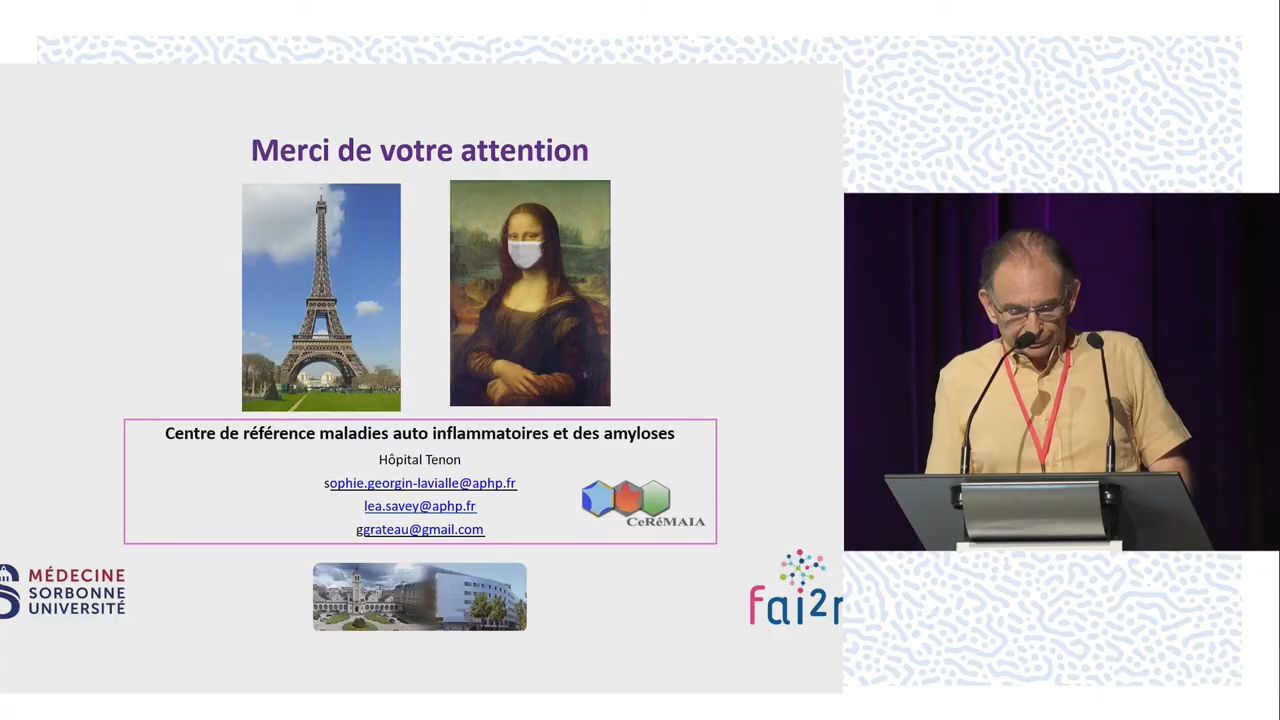 Merci de votre attention
Centre de référence maladies auto inflammatoires et des amyloses
Hôpital Tenon
sophie.georgin-lavialle@aphp.fr
lea.savey@aphp.fr
ggrateau@gmail.com
CeRéMAIA
MÉDECINE
SORBONNE
UNIVERSITÉ
fai2r